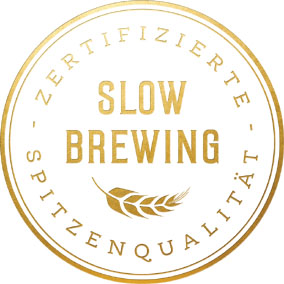 - ZERTIFIZIERTE -
SLOW
BREWING
SPITZENQUALITÄT